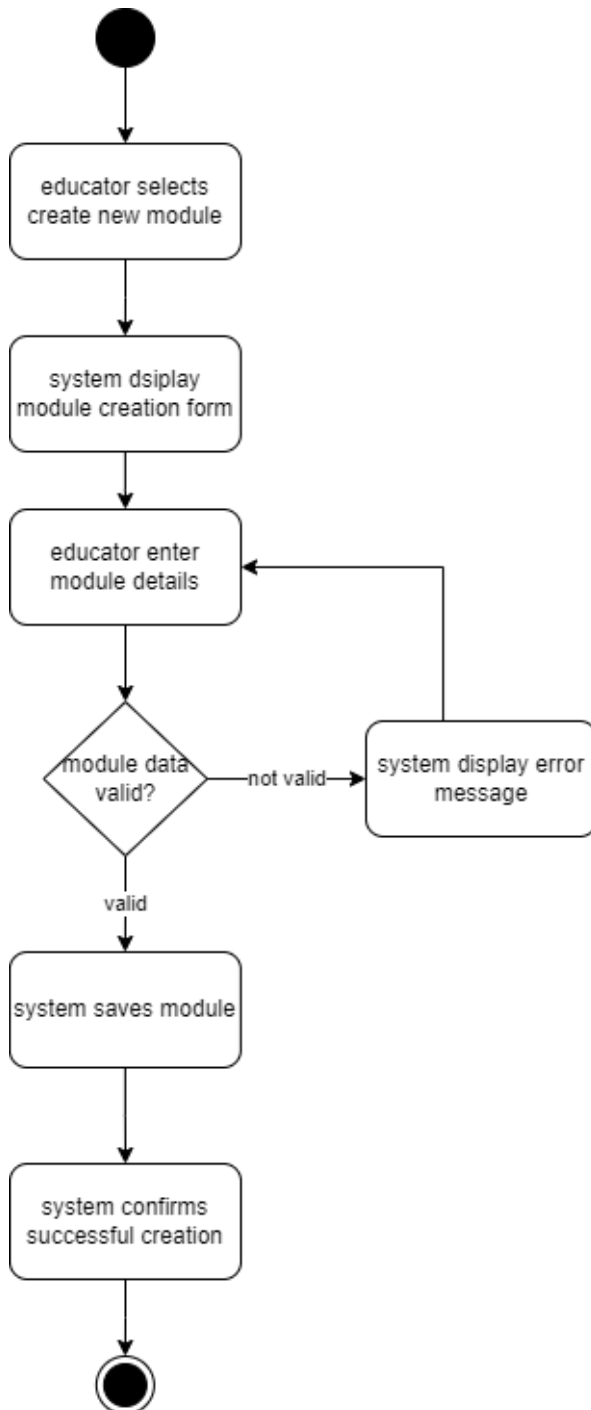 educator selects
create new module
system dsiplay
module creation form
educator enter
module details
module data
valid?
not valid
system display error
message
valid
system saves module
system confirms
successful creation